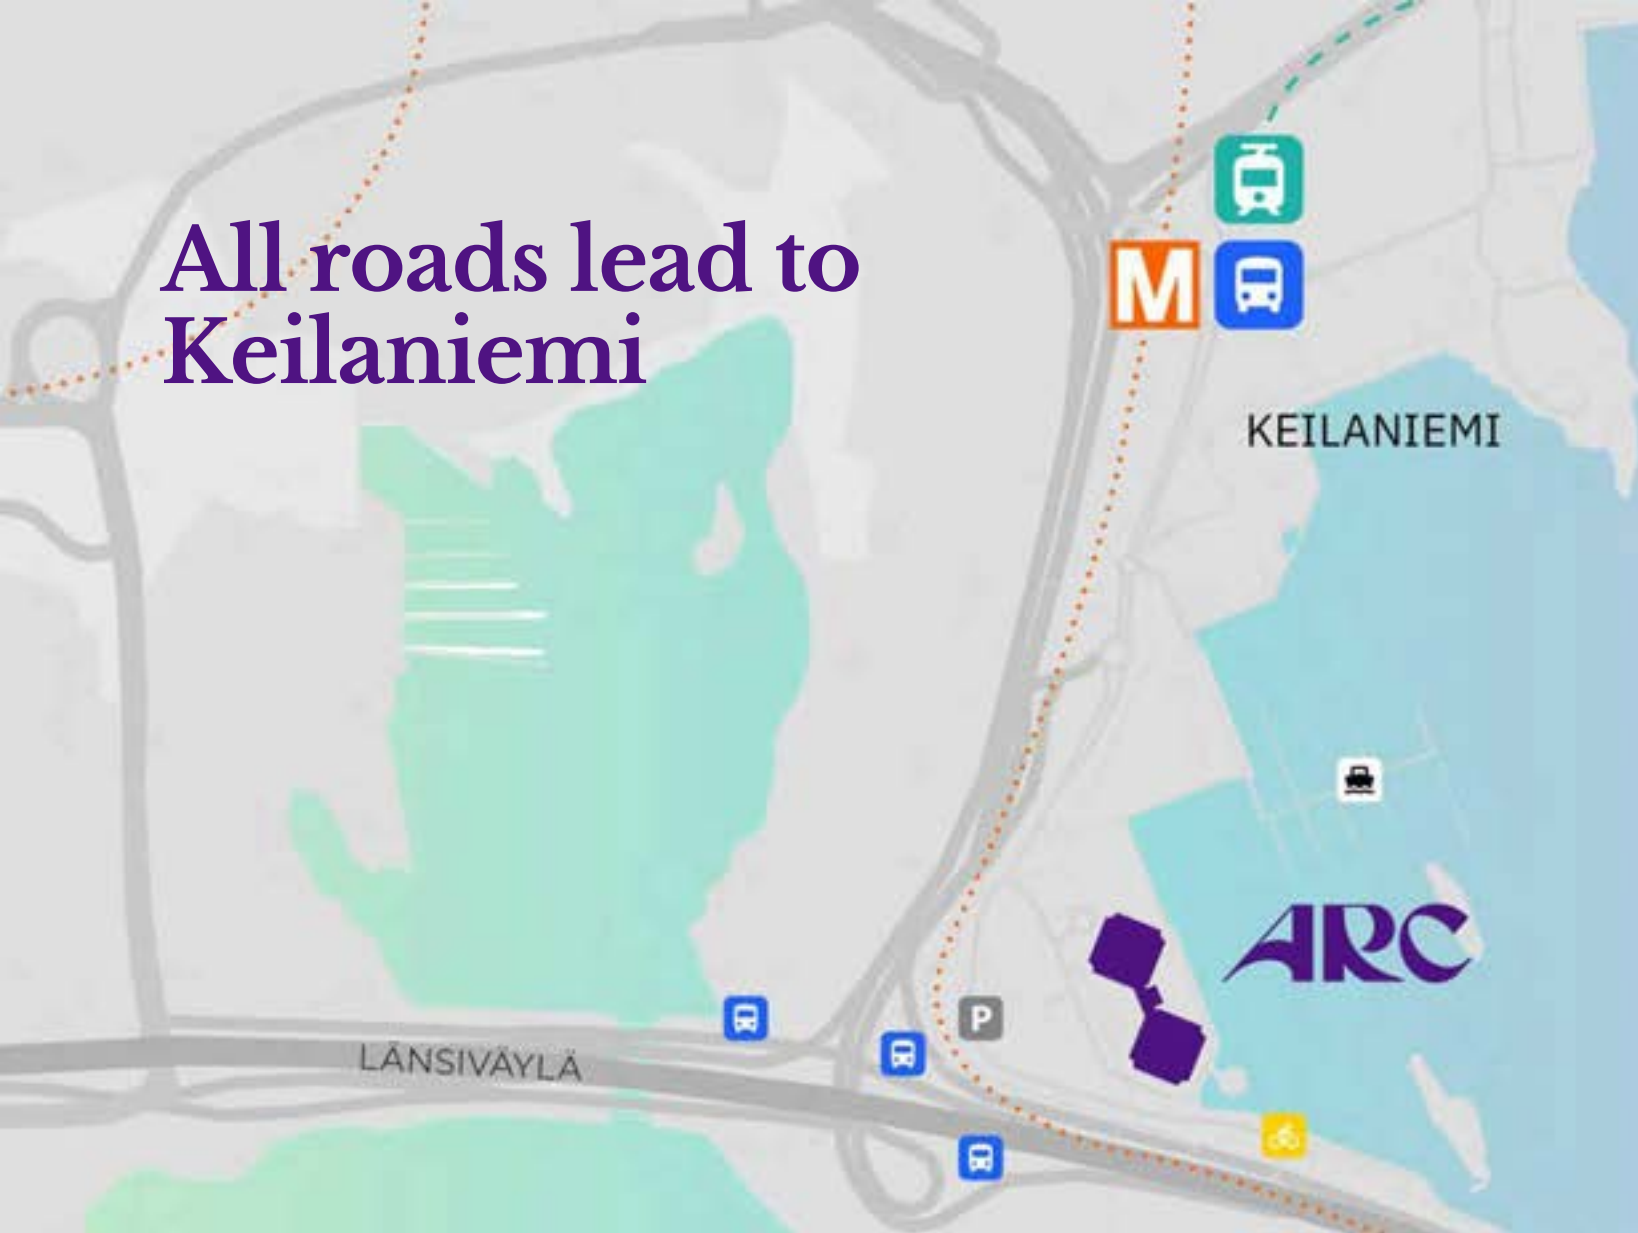 All roads lead to
Keilaniemi
M
KEILANIEMI
ARC
P
LÄNSIVÄYLÄ